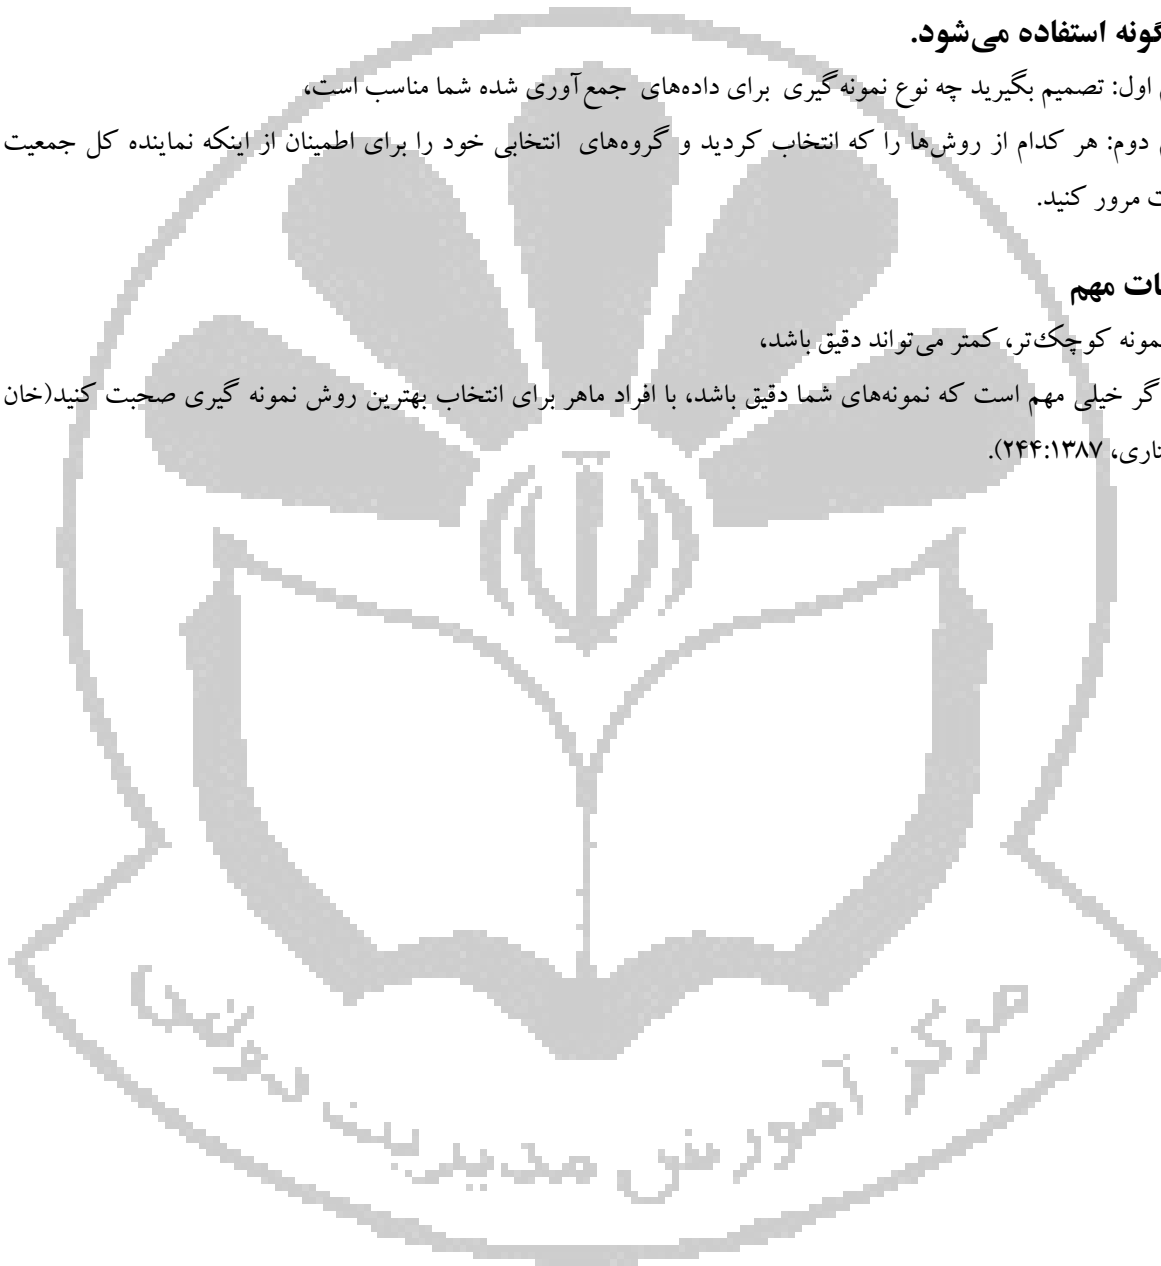 گونه استفاده می‌شود.
اول: تصمیم بگیرید چه نوع نمونه گیری برای داده‌های جمع آوری شده شما مناسب است،
دوم: هر کدام از روش‌ها را که انتخاب کردید و گروه‌های انتخابی خود را برای اطمینان از اینکه نماینده کل جمعیت
ت مرور کنید.
ات مهم
مونه کوچک‌تر، کمتر می‌تواند دقیق باشد،
گر خیلی مهم است که نمونه‌های شما دقیق باشد، با افراد ماهر برای انتخاب بهترین روش نمونه گیری صحبت کنید(خان
تاری، ۲۴۴:۱۳۸۷).
مرکز آموزش مدیریت دولتی